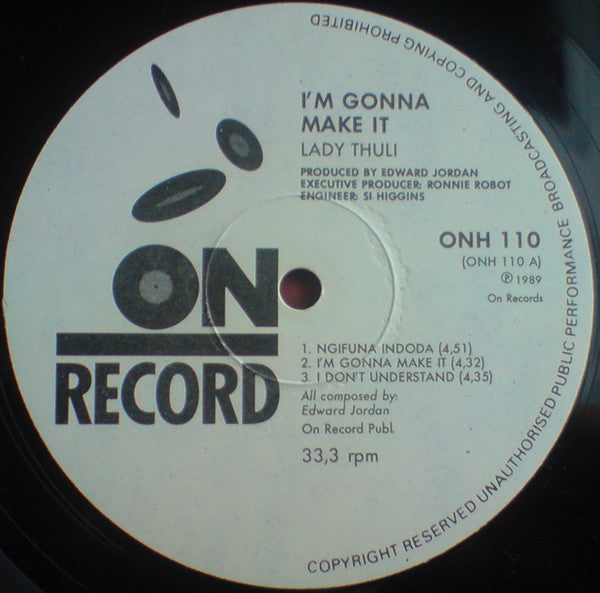 I'M GONNA
MAKE IT
LADY THULI
PRODUCED BY EDWARD JORDAN
EXECUTIVE PRODUCER: RONNIE ROBOT
ENGINEER: SI HIGGINS
ONH 110
(ONH 110 A)
Ⓟ 1989
On Records
ON
RECORD
1. NGIFUNA INDODA (4,51)
2. I'M GONNA MAKE IT (4,32)
3. I DON'T UNDERSTAND (4,35)
All composed by:
Edward Jordan
On Record Publ.
33,3 rpm
COPYRIGHT RESERVED UNAUTHORISED PUBLIC PERFORMANCE BROADCASTING AND COPYING PROHIBITED